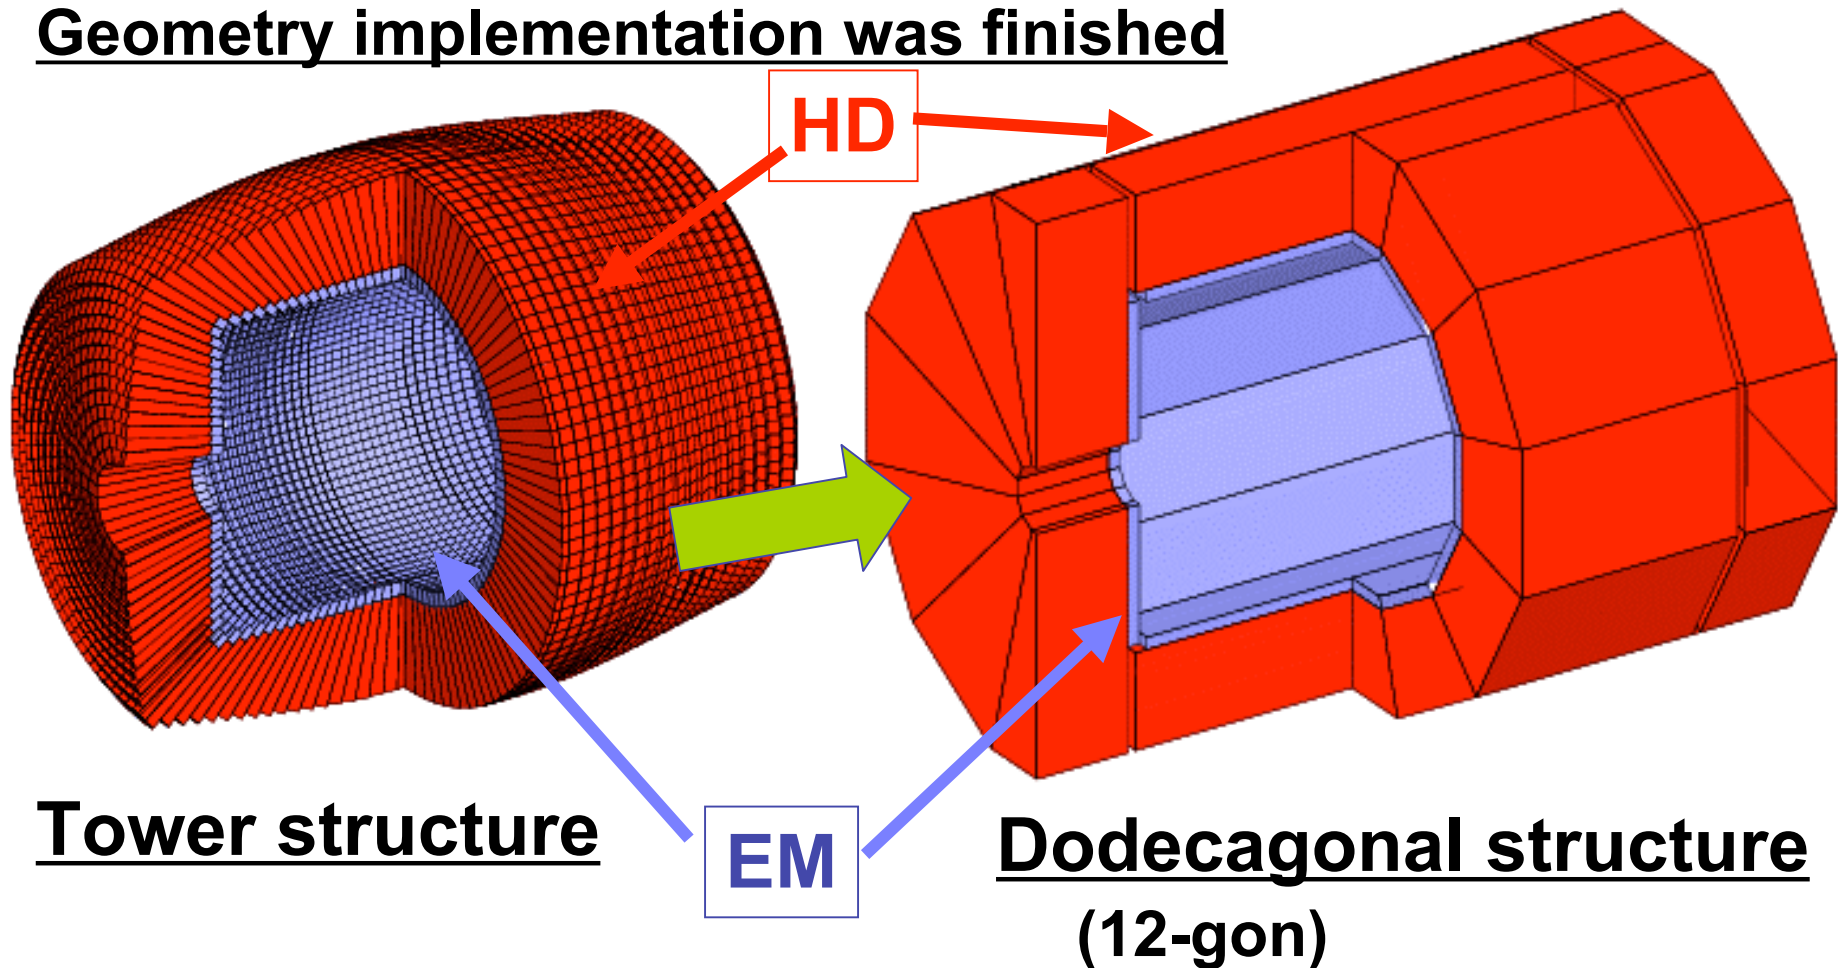 Geometry implementation was finished
HD
Tower structure
EM
Dodecagonal structure
(12-gon)